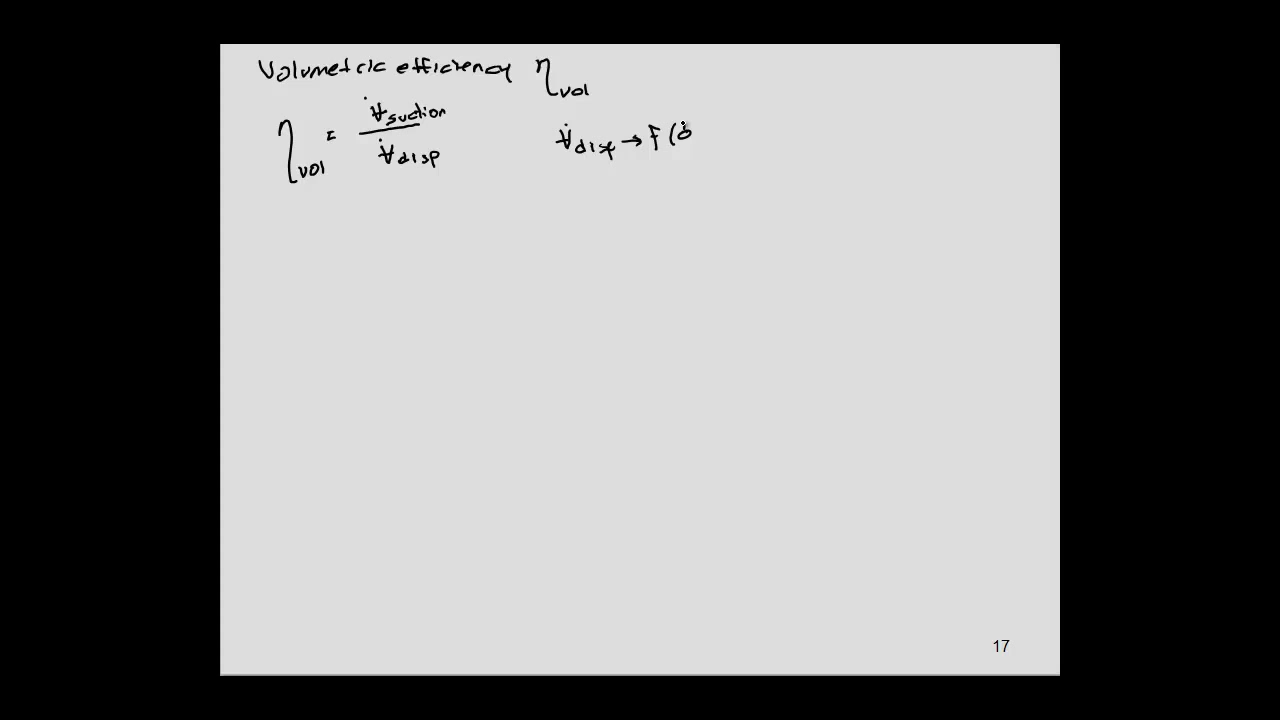 Volumetric efficiency η_vol
η_vol = V̶̇_suction / V̶̇_disp
V̶̇_disp → F (
17